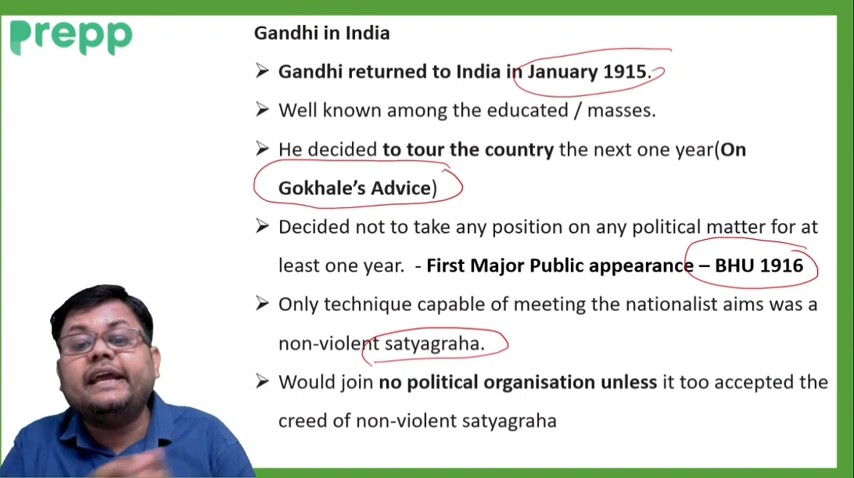 prepp
Gandhi in India
➤ Gandhi returned to India in January 1915.
➤ Well known among the educated / masses.
➤ He decided to tour the country the next one year(On
Gokhale's Advice)
➤ Decided not to take any position on any political matter for at
least one year. - First Major Public appearance – BHU 1916
➤ Only technique capable of meeting the nationalist aims was a
non-violent satyagraha.
➤ Would join no political organisation unless it too accepted the
creed of non-violent satyagraha